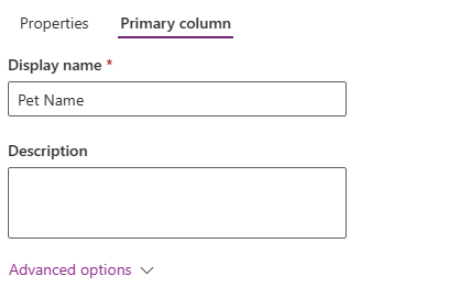 Properties Primary column
Display name *
Pet Name
Description
Advanced options